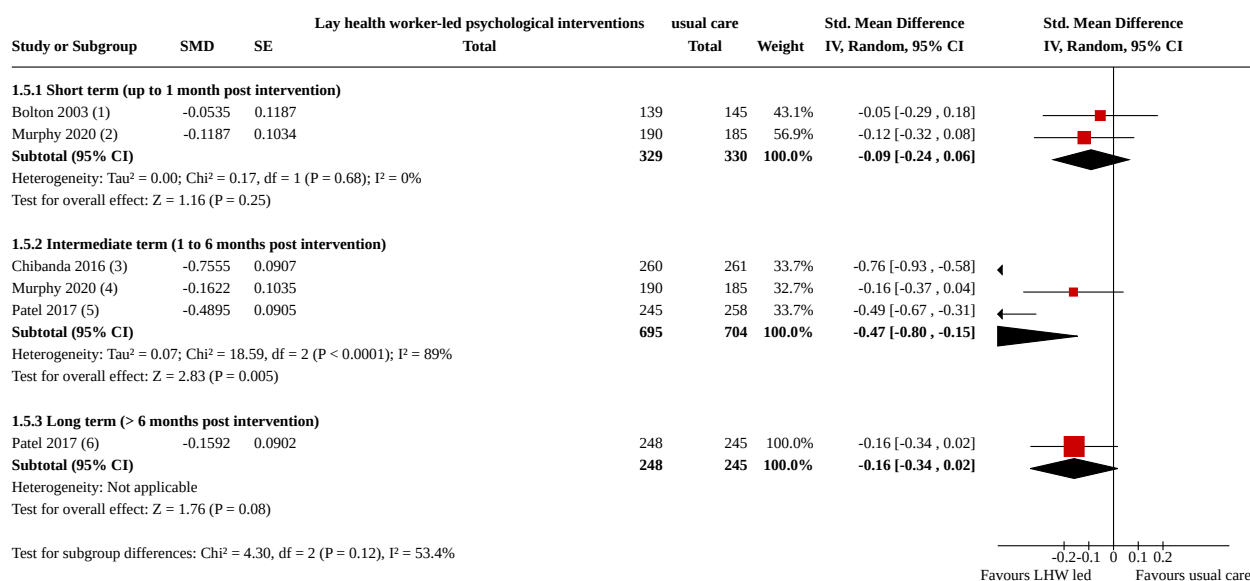 Lay health worker-led psychological interventions usual care Std. Mean Difference Std. Mean Difference
Study or Subgroup SMD SE Total Total Weight IV, Random, 95% CI IV, Random, 95% CI
1.5.1 Short term (up to 1 month post intervention)
Bolton 2003 (1) -0.0535 0.1187 139 145 43.1% -0.05 [-0.29 , 0.18]
Murphy 2020 (2) -0.1187 0.1034 190 185 56.9% -0.12 [-0.32 , 0.08]
Subtotal (95% CI) 329 330 100.0% -0.09 [-0.24 , 0.06]
Heterogeneity: Tau² = 0.00; Chi² = 0.17, df = 1 (P = 0.68); I² = 0%
Test for overall effect: Z = 1.16 (P = 0.25)
1.5.2 Intermediate term (1 to 6 months post intervention)
Chibanda 2016 (3) -0.7555 0.0907 260 261 33.7% -0.76 [-0.93 , -0.58]
Murphy 2020 (4) -0.1622 0.1035 190 185 32.7% -0.16 [-0.37 , 0.04]
Patel 2017 (5) -0.4895 0.0905 245 258 33.7% -0.49 [-0.67 , -0.31]
Subtotal (95% CI) 695 704 100.0% -0.47 [-0.80 , -0.15]
Heterogeneity: Tau² = 0.07; Chi² = 18.59, df = 2 (P < 0.0001); I² = 89%
Test for overall effect: Z = 2.83 (P = 0.005)
1.5.3 Long term (> 6 months post intervention)
Patel 2017 (6) -0.1592 0.0902 248 245 100.0% -0.16 [-0.34 , 0.02]
Subtotal (95% CI) 248 245 100.0% -0.16 [-0.34 , 0.02]
Heterogeneity: Not applicable
Test for overall effect: Z = 1.76 (P = 0.08)
Test for subgroup differences: Chi² = 4.30, df = 2 (P = 0.12), I² = 53.4%
-0.2 -0.1 0 0.1 0.2
Favours LHW led Favours usual care